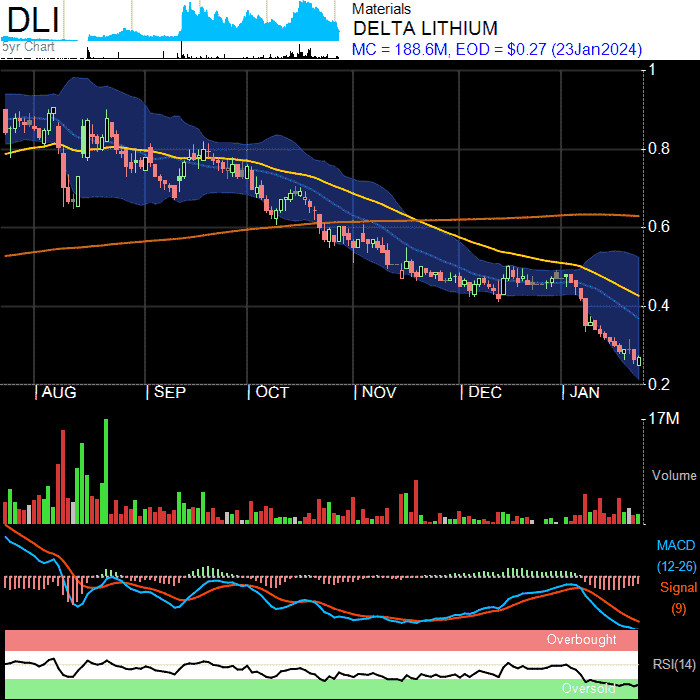 DLI
5yr Chart
Materials
DELTA LITHIUM
MC = 188.6M, EOD = $0.27 (23Jan2024)
1
0.8
0.6
0.4
0.2
AUG
SEP
OCT
NOV
DEC
JAN
17M
Volume
MACD
(12-26)
Signal
(9)
Overbought
RSI(14)
Oversold